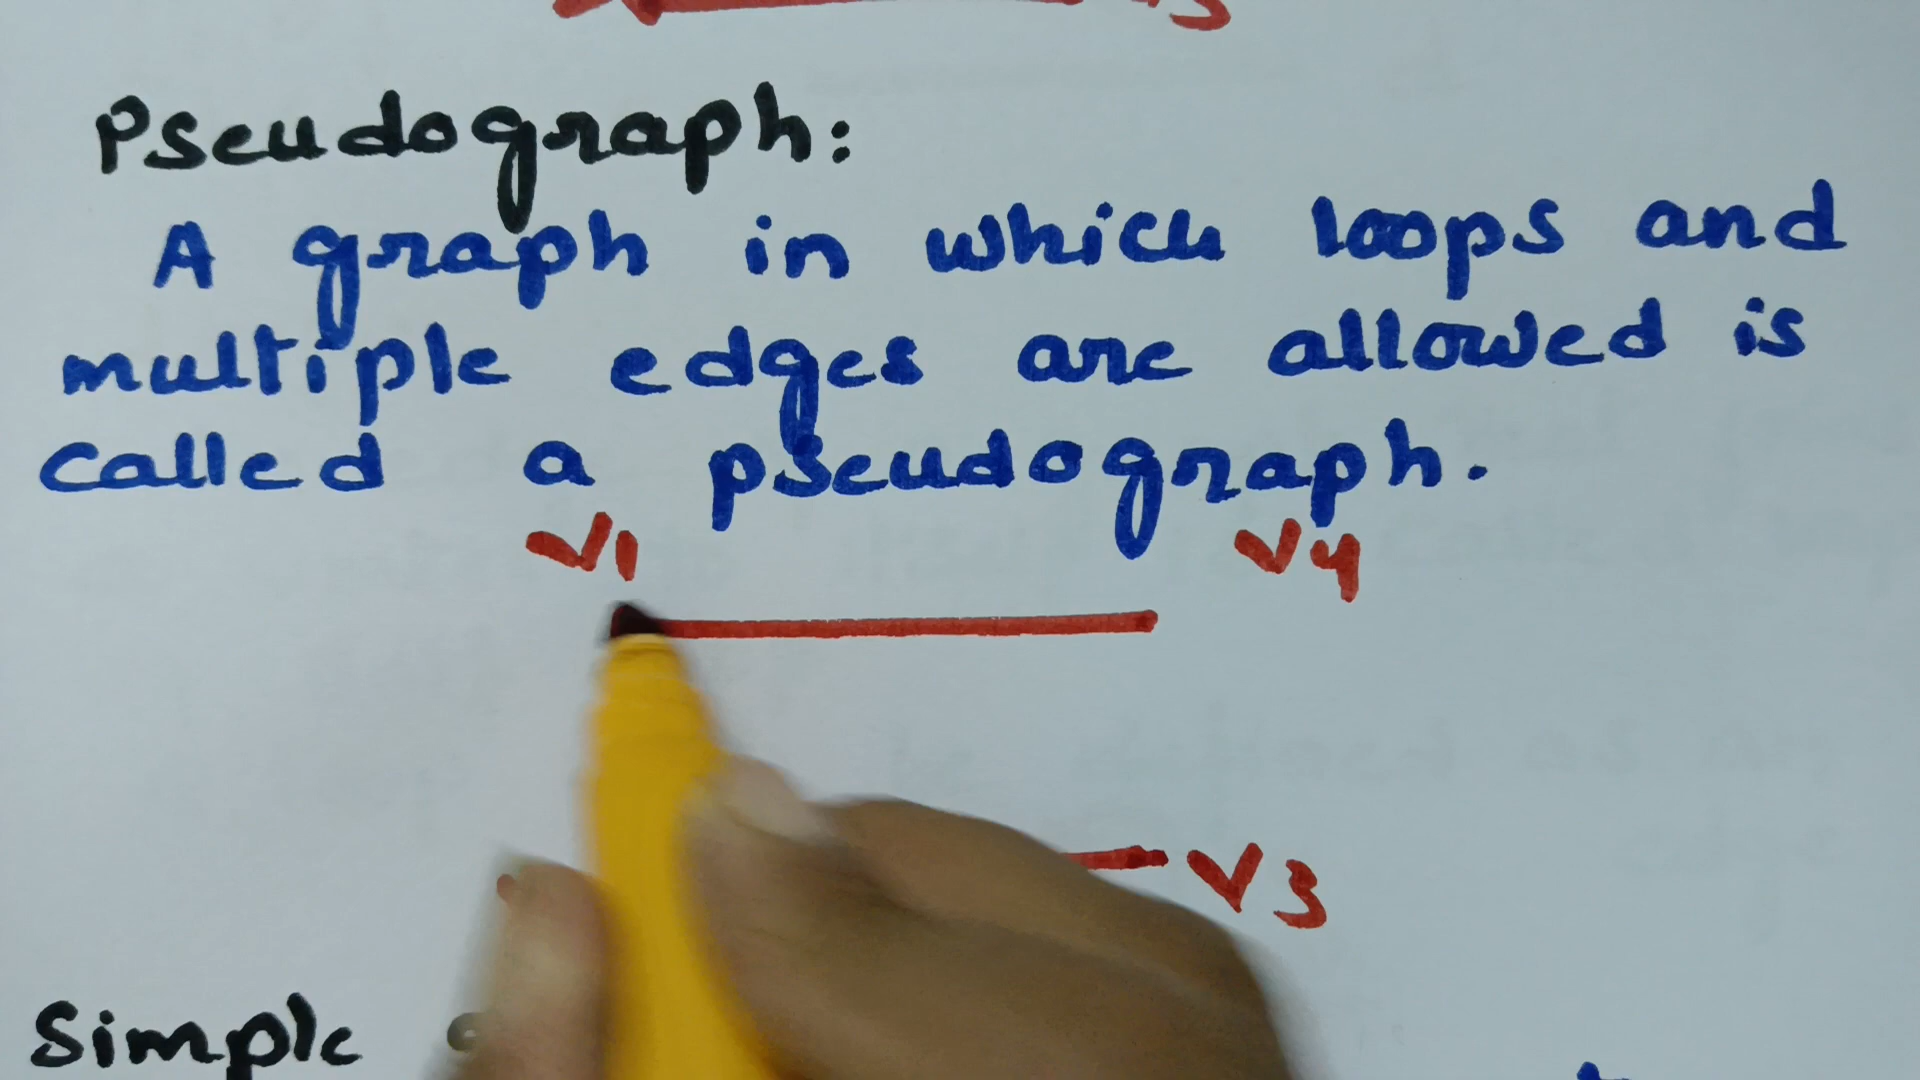 Pseudograph:
A graph in which loops and
multiple edges are allowed is
called a pseudograph.
V1 V4
V3
Simple